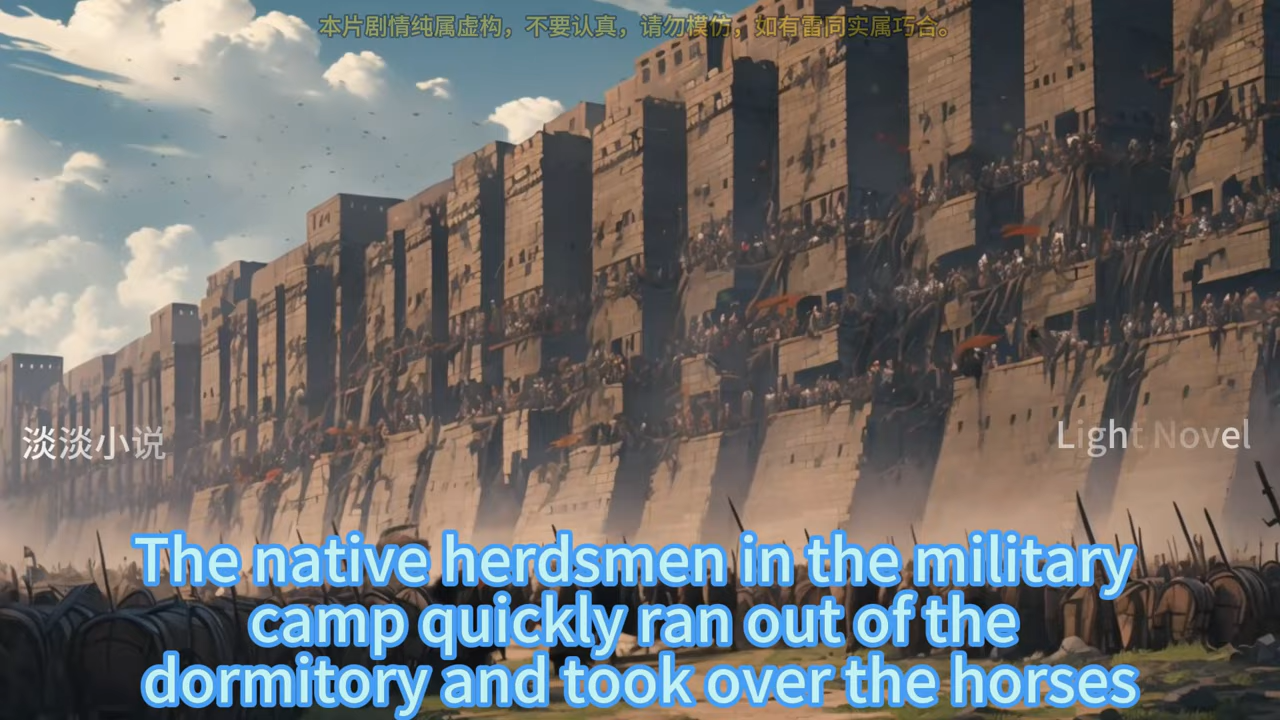 本片剧情纯属虚构，不要认真，请勿模仿，如有雷同实属巧合。
淡淡小说
Light Novel
The native herdsmen in the military
camp quickly ran out of the
dormitory and took over the horses